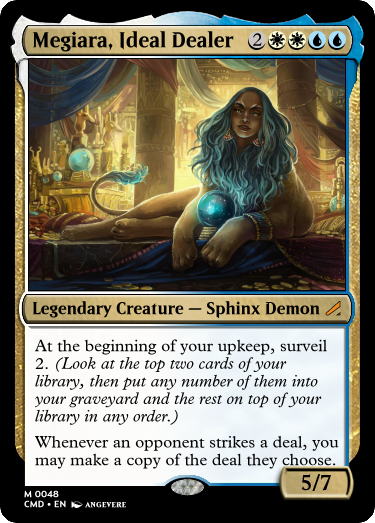 Megiara, Ideal Dealer 2
Legendary Creature — Sphinx Demon
At the beginning of your upkeep, surveil
2. (Look at the top two cards of your
library, then put any number of them into
your graveyard and the rest on top of your
library in any order.)
Whenever an opponent strikes a deal, you
may make a copy of the deal they choose.
5/7
M 0048
CMD • EN ANGEVERE